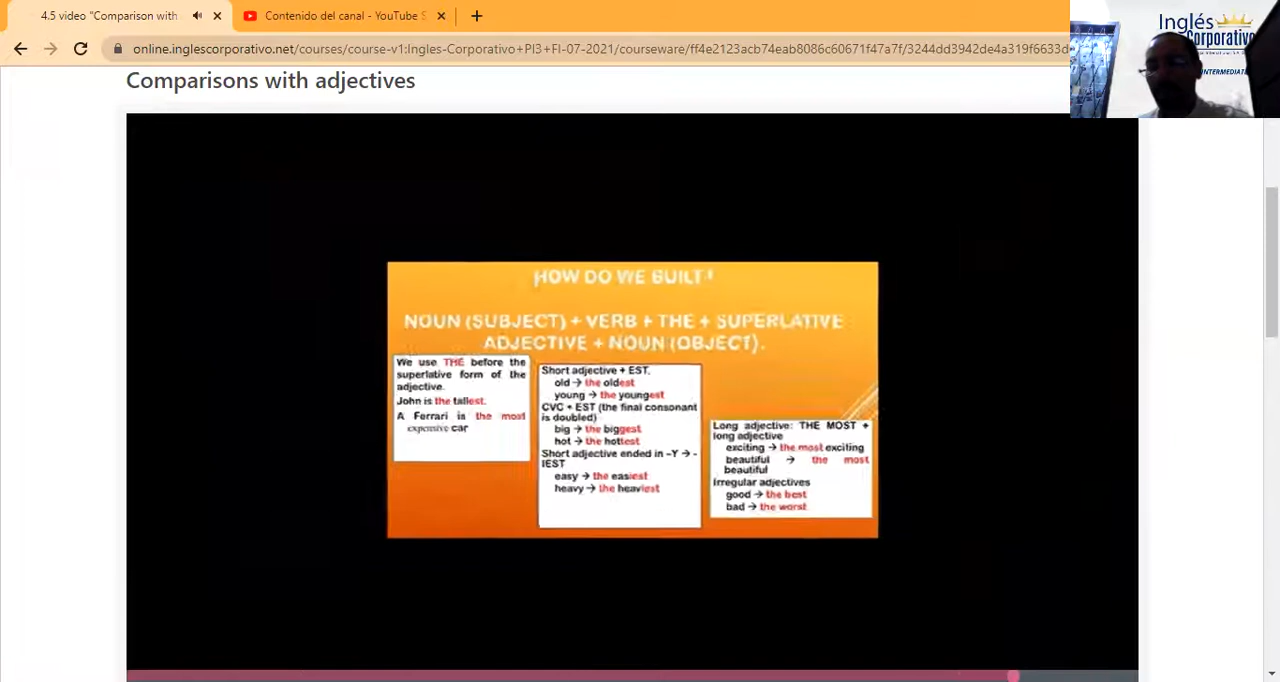 4.5 video "Comparison with
Contenido del canal - YouTube S
online.inglescorporativo.net/courses/course-v1:Ingles-Corporativo+PI3+FI-07-2021/courseware/ff4e2123acb74eab8086c60671f47a7f/3244dd3942de4a319f6633d
Inglés
Corporativo
INTERMEDIATE
Comparisons with adjectives
HOW DO WE BUILT?
NOUN (SUBJECT) + VERB + THE + SUPERLATIVE
ADJECTIVE + NOUN (OBJECT).
We use THE before the
superlative form of the
adjective.
John is the tallest.
A Ferrari is the most
expensive car
Short adjective + EST.
old → the oldest
young → the youngest
CVC + EST (the final consonant
is doubled)
big → the biggest
hot → the hottest
Short adjective ended in –Y → -
IEST
easy → the easiest
heavy → the heaviest
Long adjective: THE MOST +
long adjective
exciting → the most exciting
beautiful → the most
beautiful
Irregular adjectives
good → the best
bad → the worst